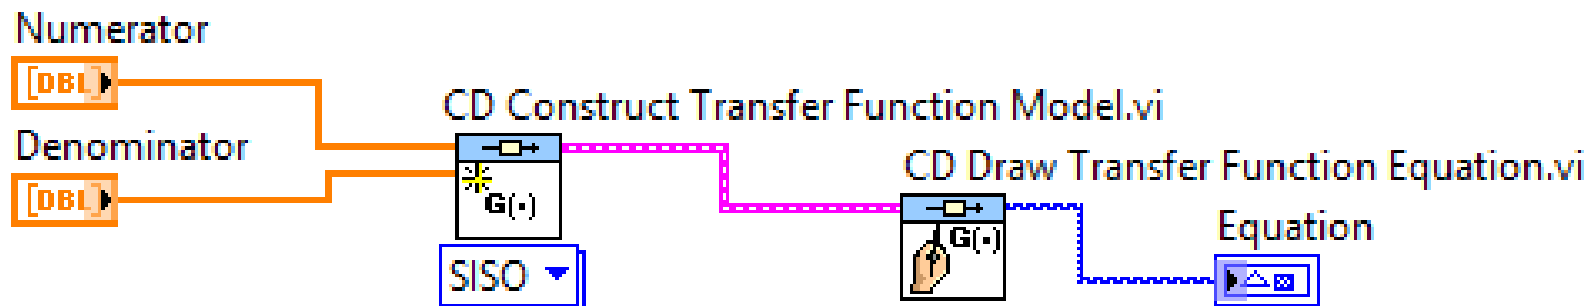 Numerator
[DBL]
CD Construct Transfer Function Model.vi
Denominator
[DBL]
G(·)
SISO
CD Draw Transfer Function Equation.vi
G(·)
Equation